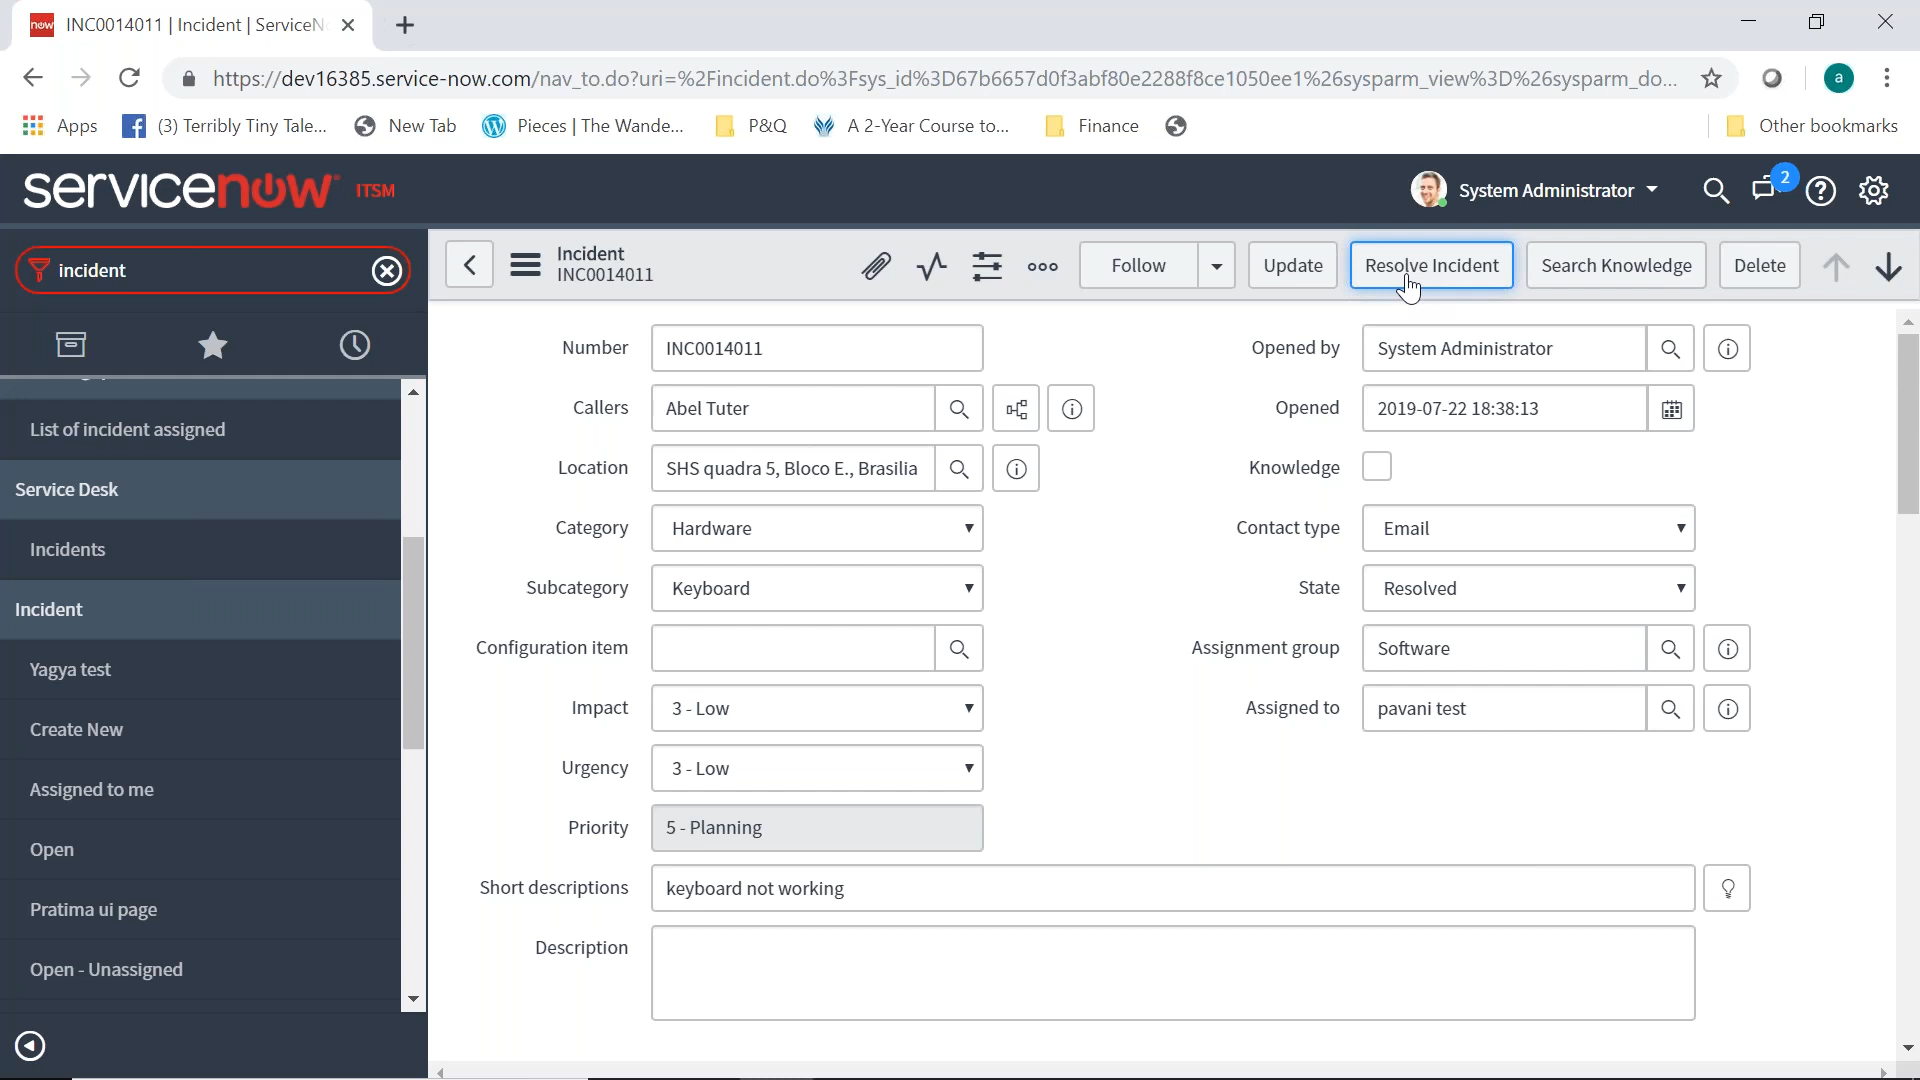 now INC0014011 | Incident | ServiceN
https://dev16385.service-now.com/nav_to.do?uri=%2Fincident.do%3Fsys_id%3D67b6657d0f3abf80e2288f8ce1050ee1%26sysparm_view%3D%26sysparm_do... a
Apps (3) Terribly Tiny Tale... New Tab Pieces | The Wande... P&Q A 2-Year Course to... Finance Other bookmarks
servicenow ITSM System Administrator 2
incident
List of incident assigned
Service Desk
Incidents
Incident
Yagya test
Create New
Assigned to me
Open
Pratima ui page
Open - Unassigned
Incident
INC0014011
Follow Update Resolve Incident Search Knowledge Delete
Number INC0014011 Opened by System Administrator
Callers Abel Tuter Opened 2019-07-22 18:38:13
Location SHS quadra 5, Bloco E., Brasilia Knowledge
Category Hardware Contact type Email
Subcategory Keyboard State Resolved
Configuration item Assignment group Software
Impact 3 - Low Assigned to pavani test
Urgency 3 - Low
Priority 5 - Planning
Short descriptions keyboard not working
Description